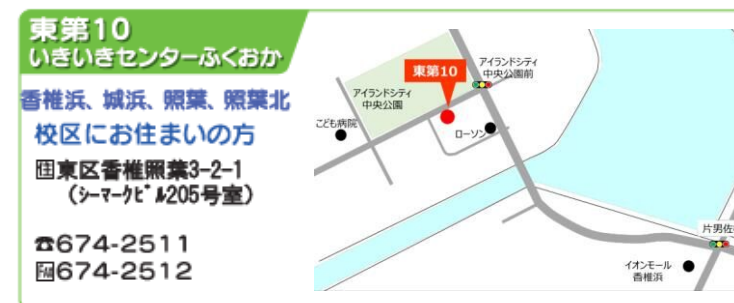 東第10
いきいきセンターふくおか
香椎浜、城浜、照葉、照葉北
校区にお住まいの方
住東区香椎照葉3-2-1
(シーマークビル205号室)
☎674-2511
FAX674-2512
東第10
アイランドシティ
中央公園前
アイランドシティ
中央公園
こども病院
ローソン
片男佐
イオンモール
香椎浜